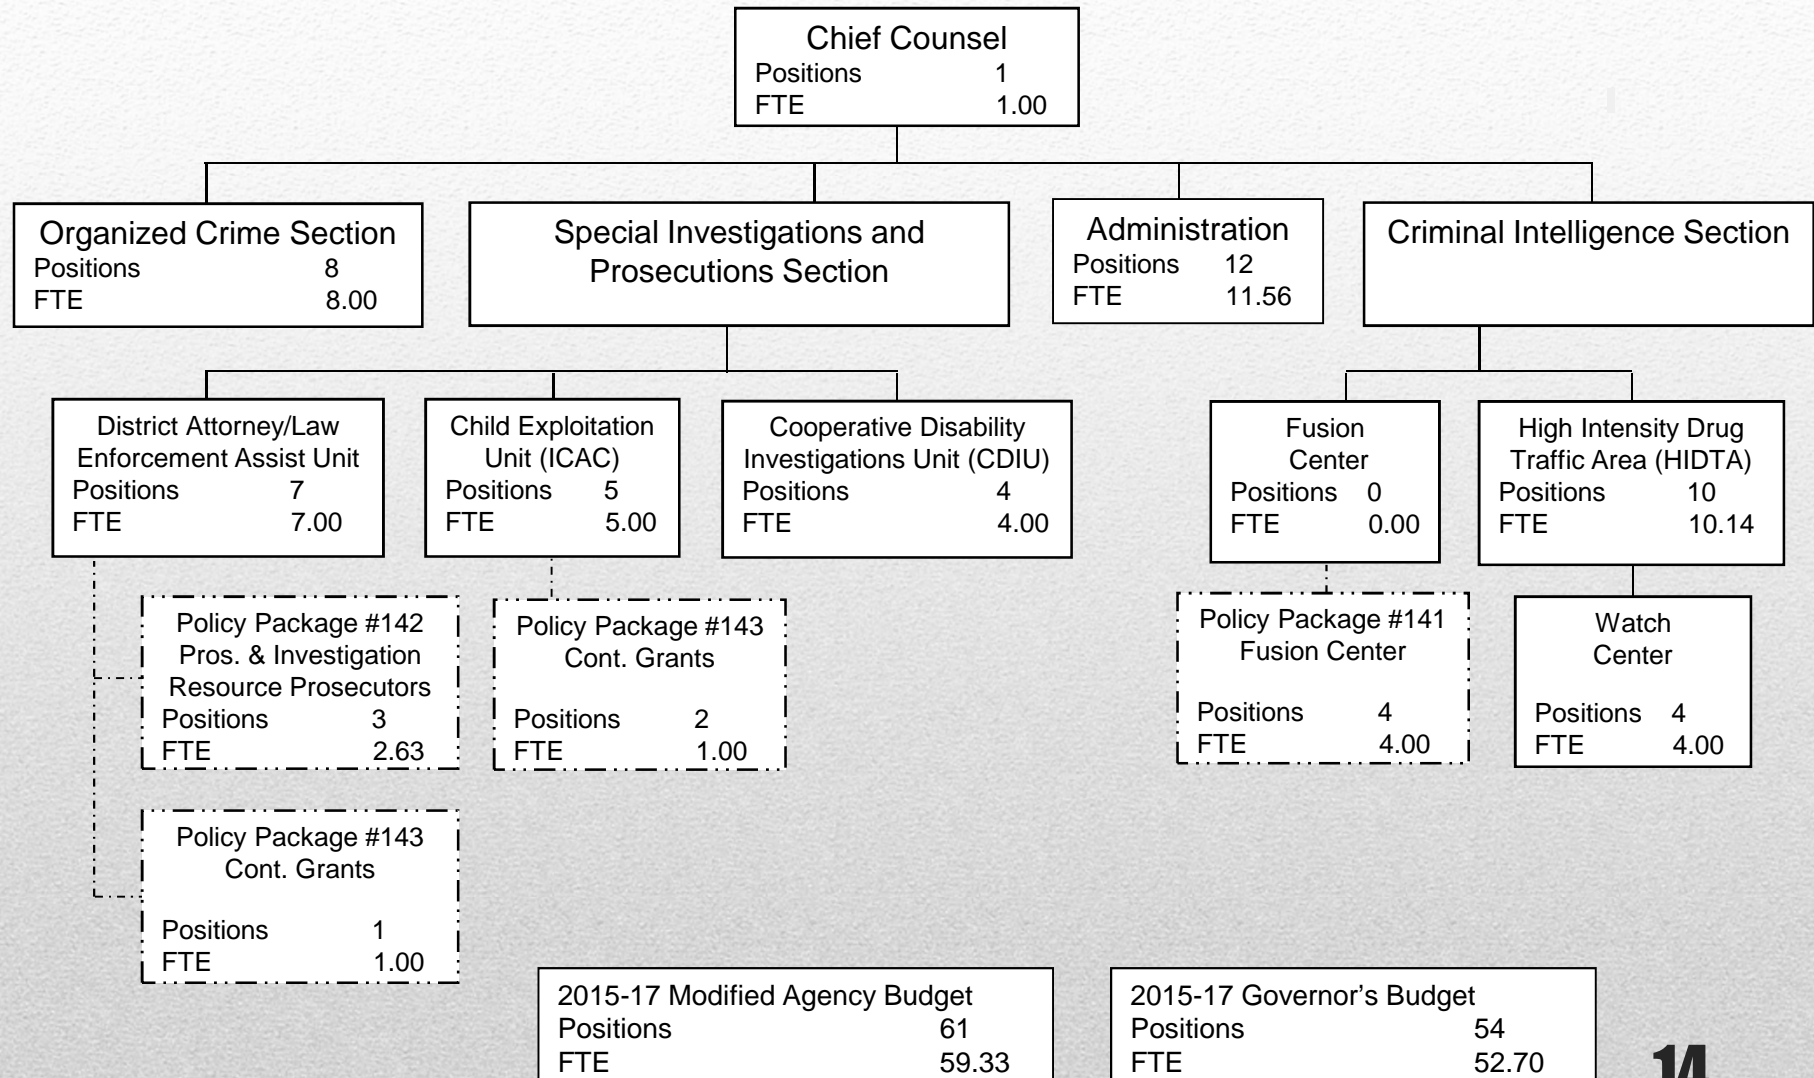 Chief Counsel
Positions 1
FTE 1.00
Organized Crime Section
Positions 8
FTE 8.00
Special Investigations and
Prosecutions Section
Administration
Positions 12
FTE 11.56
Criminal Intelligence Section
District Attorney/Law
Enforcement Assist Unit
Positions 7
FTE 7.00
Child Exploitation
Unit (ICAC)
Positions 5
FTE 5.00
Cooperative Disability
Investigations Unit (CDIU)
Positions 4
FTE 4.00
Fusion
Center
Positions 0
FTE 0.00
High Intensity Drug
Traffic Area (HIDTA)
Positions 10
FTE 10.14
Policy Package #142
Pros. & Investigation
Resource Prosecutors
Positions 3
FTE 2.63
Policy Package #143
Cont. Grants
Positions 2
FTE 1.00
Policy Package #141
Fusion Center
Positions 4
FTE 4.00
Watch
Center
Positions 4
FTE 4.00
Policy Package #143
Cont. Grants
Positions 1
FTE 1.00
2015-17 Modified Agency Budget
Positions 61
FTE 59.33
2015-17 Governor’s Budget
Positions 54
FTE 52.70
14